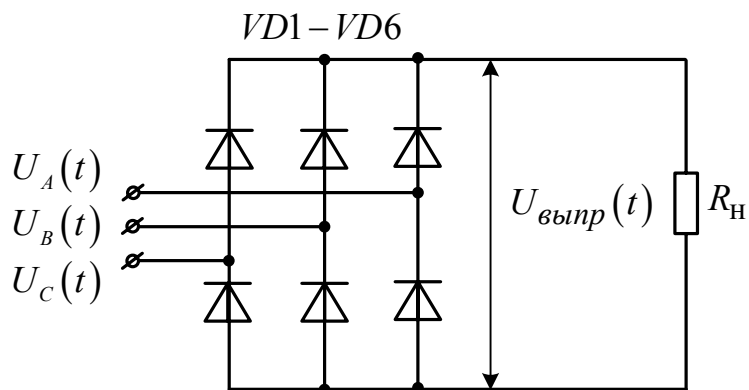 VD1 – VD6
U_A(t)
U_B(t)
U_C(t)
U_выпр(t)
R_Н